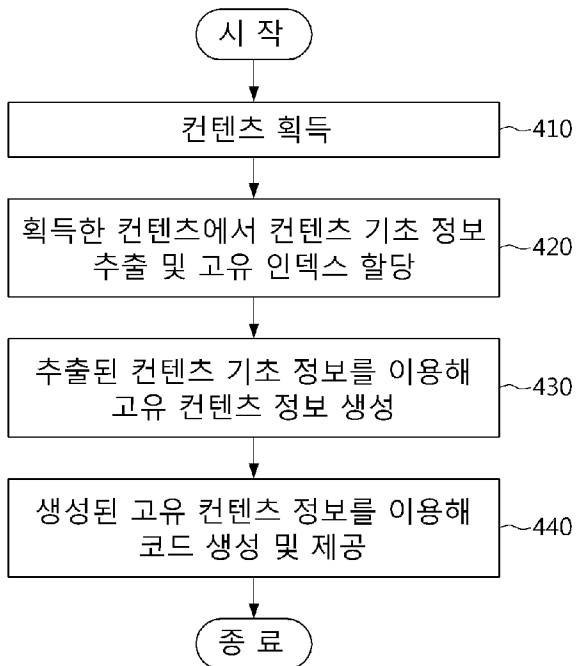 시 작
컨텐츠 획득
410
획득한 컨텐츠에서 컨텐츠 기초 정보
추출 및 고유 인덱스 할당
420
추출된 컨텐츠 기초 정보를 이용해
고유 컨텐츠 정보 생성
430
생성된 고유 컨텐츠 정보를 이용해
코드 생성 및 제공
440
종 료